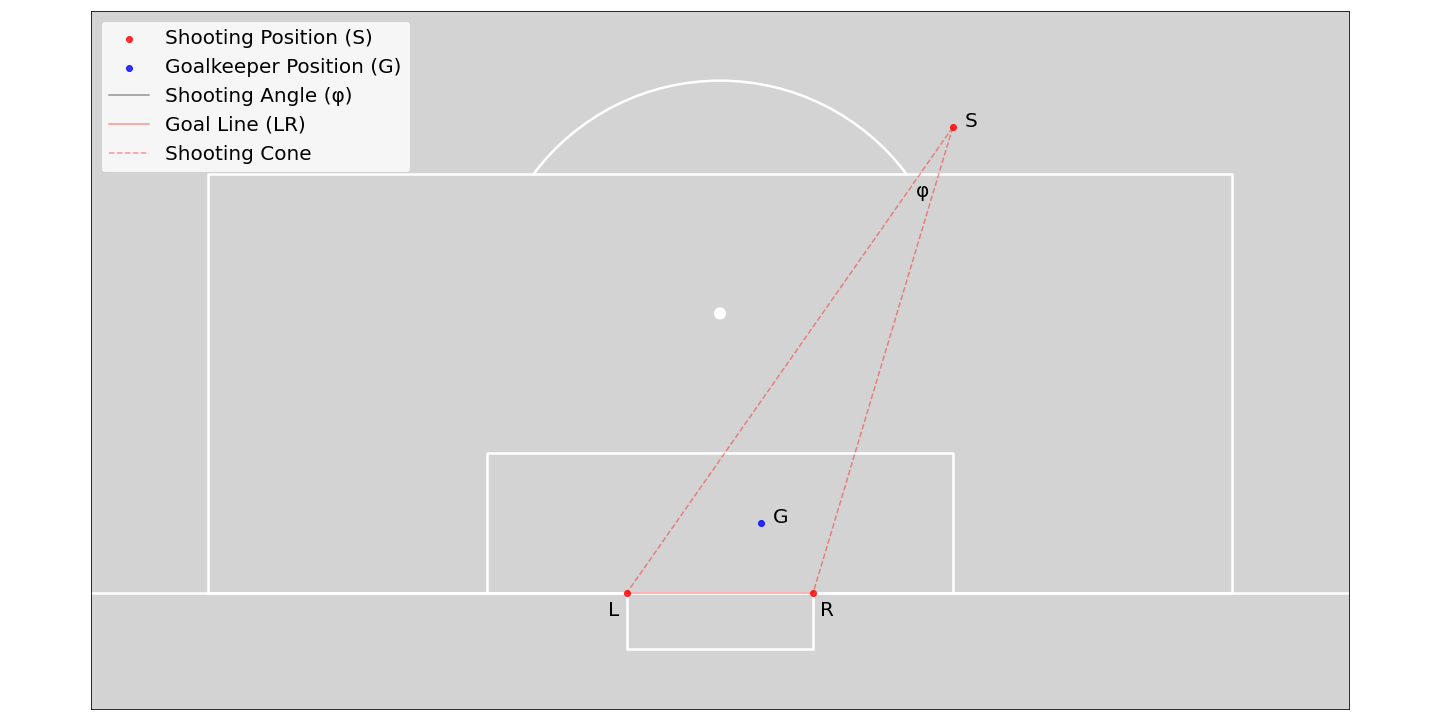 Shooting Position (S)
Goalkeeper Position (G)
Shooting Angle (φ)
Goal Line (LR)
Shooting Cone
S
φ
G
L
R